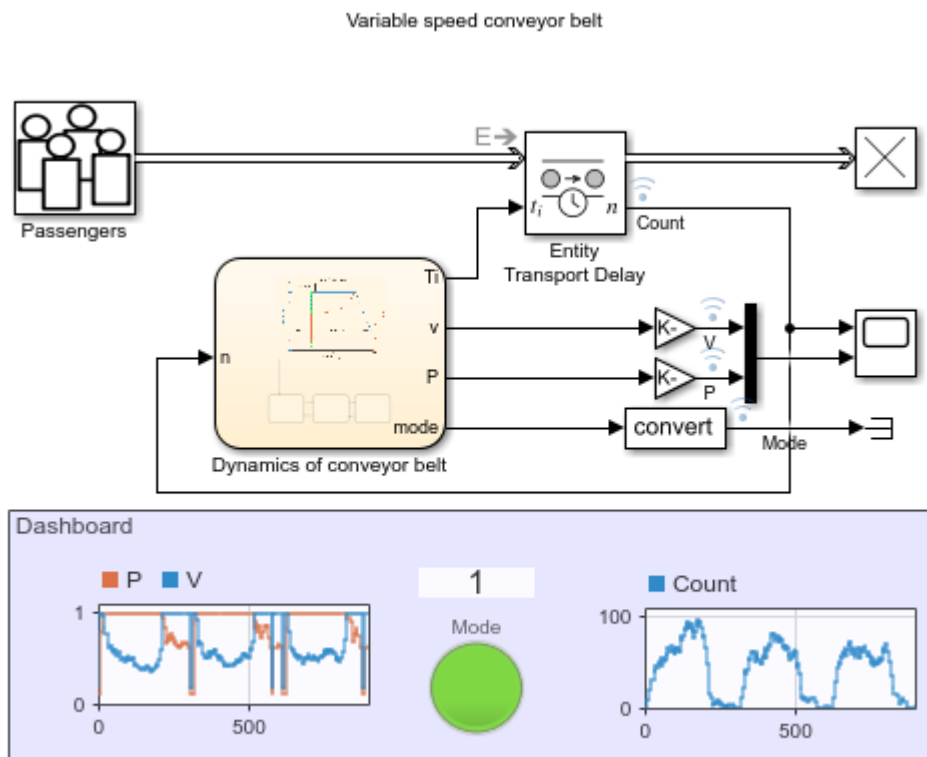 Variable speed conveyor belt
E
Passengers
ti
n
Count
Entity
Transport Delay
Ti
n
v
K-
V
P
K-
P
mode
convert
Mode
Dynamics of conveyor belt
Dashboard
P V
1
Count
1
Mode
100
0
0
0 500
0 500